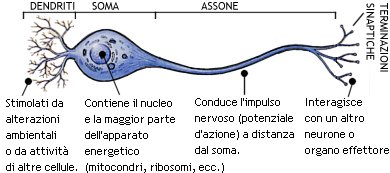 DENDRITI
SOMA
ASSONE
TERMINAZIONI
SINAPTICHE
Stimolati da
alterazioni
ambientali
o da attività
di altre cellule.
Contiene il nucleo
e la maggior parte
dell'apparato
energetico
(mitocondri, ribosomi, ecc.)
Conduce l'impulso
nervoso (potenziale
d'azione) a distanza
dal soma.
Interagisce
con un altro
neurone o
organo effettore